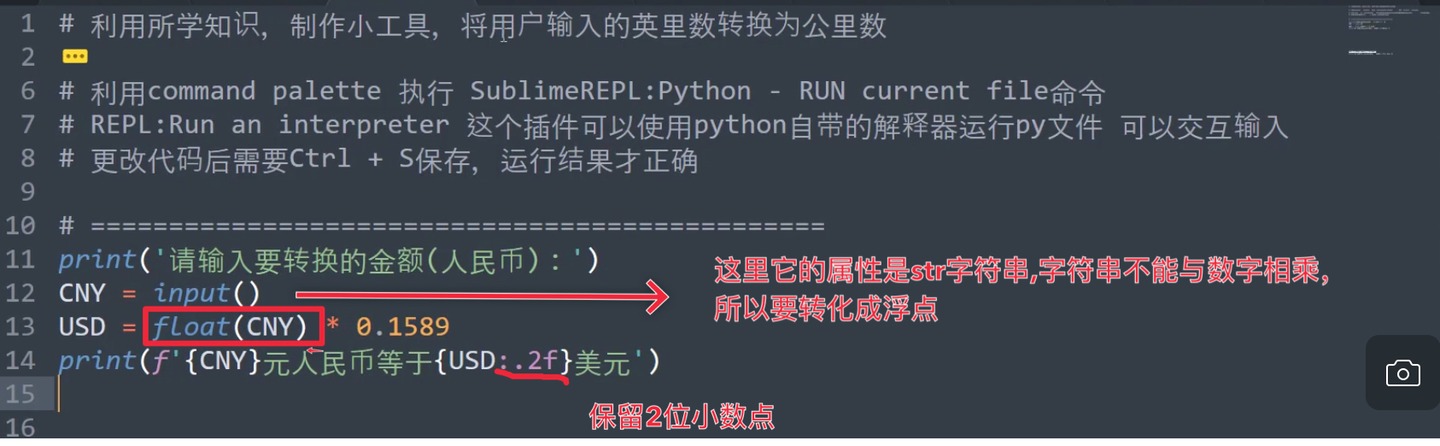 1 # 利用所学知识, 制作小工具, 将用户输入的英里数转换为公里数
2
6 # 利用command palette 执行 SublimeREPL:Python - RUN current file命令
7 # REPL:Run an interpreter 这个插件可以使用python自带的解释器运行py文件 可以交互输入
8 # 更改代码后需要Ctrl + S保存, 运行结果才正确
9
10 # ===============================================
11 print('请输入要转换的金额(人民币)：')
这里它的属性是str字符串,字符串不能与数字相乘，
12 CNY = input()
所以要转化成浮点
13 USD = float(CNY) * 0.1589
14 print(f'{CNY}元人民币等于{USD:.2f}美元')
15
保留2位小数点
16